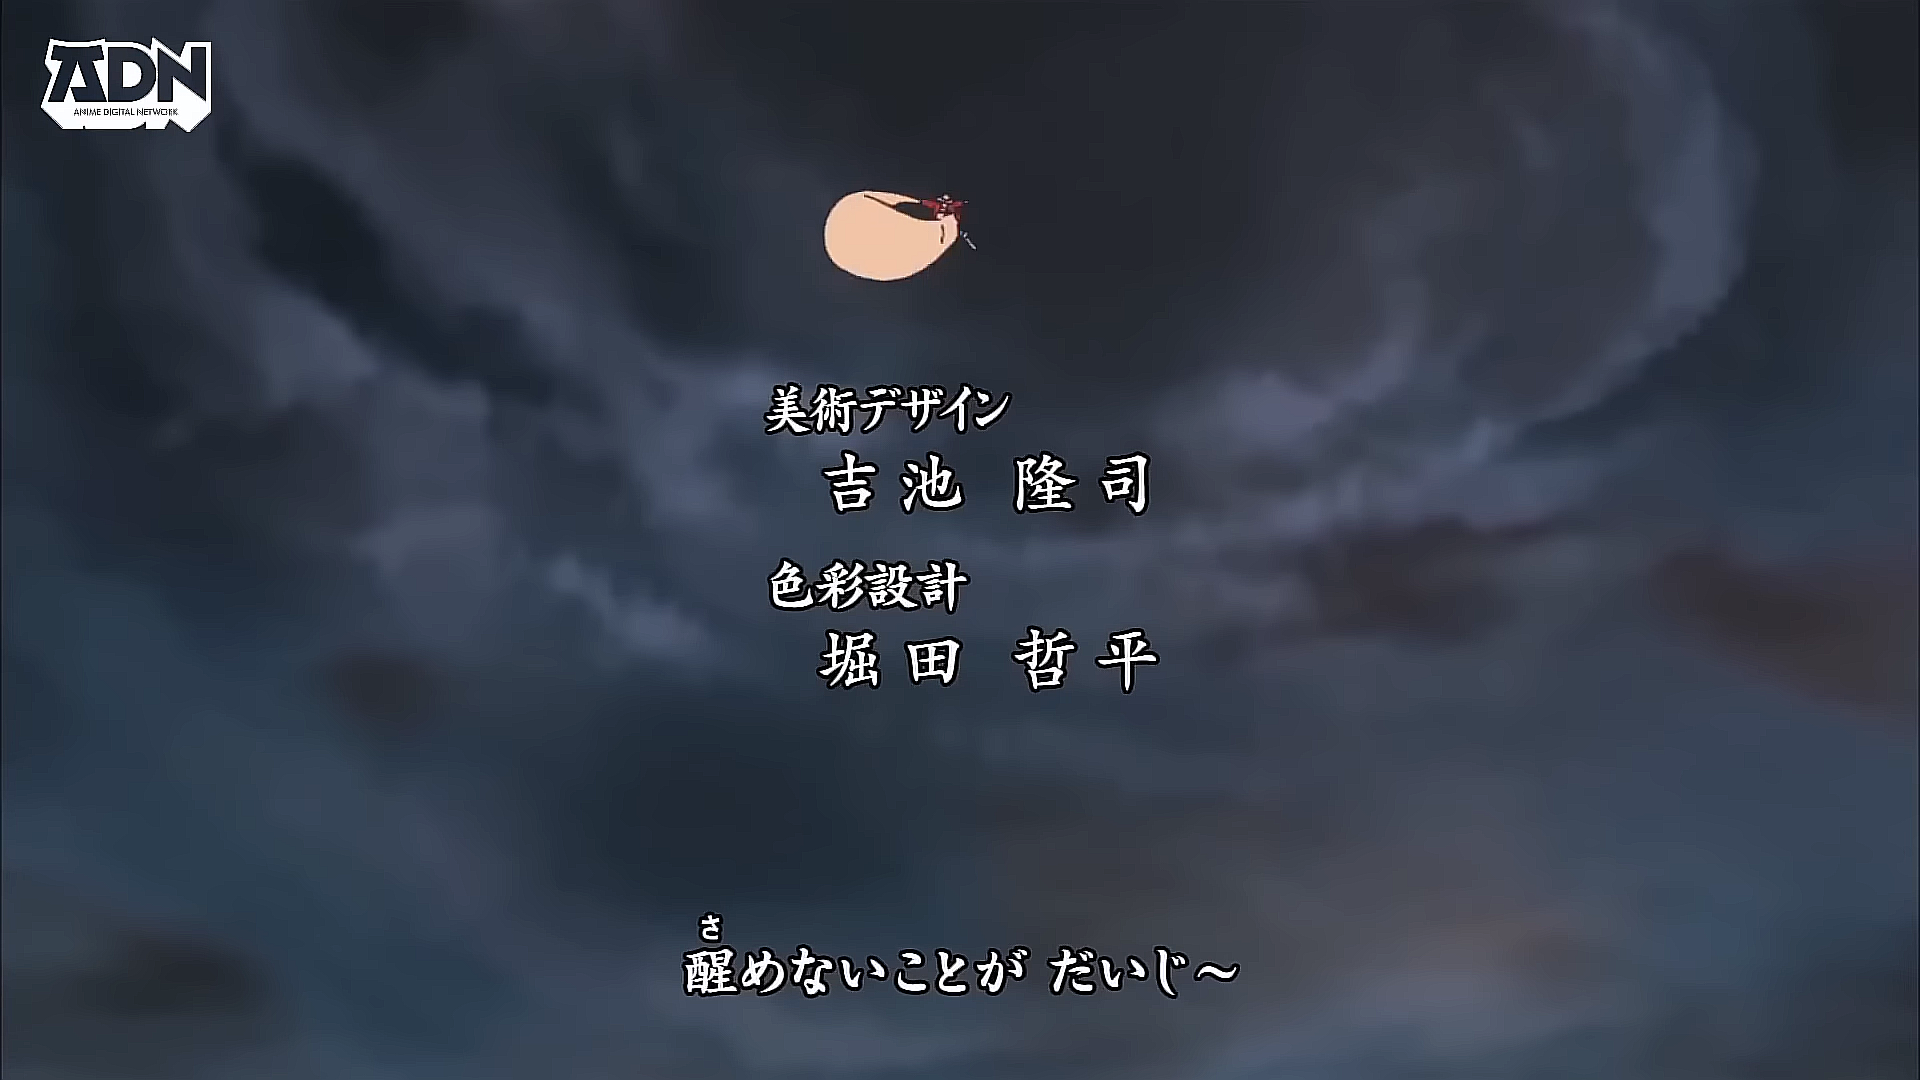 ADN
ANIME DIGITAL NETWORK
美術デザイン
吉池 隆司
色彩設計
堀田 哲平
さ
醒めないことが だいじ～